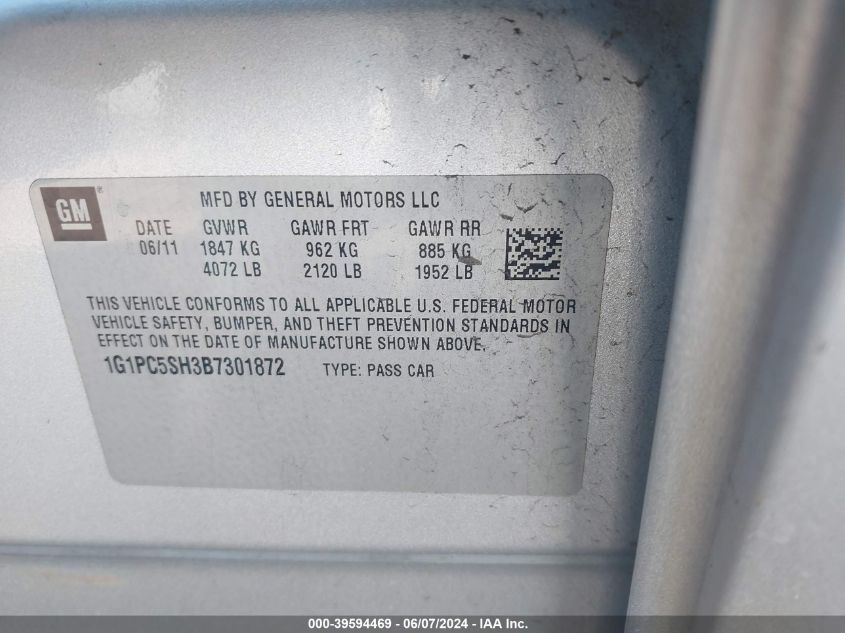 GM ®
MFD BY GENERAL MOTORS LLC
DATE GVWR GAWR FRT GAWR RR
06/11 1847 KG 962 KG 885 KG
4072 LB 2120 LB 1952 LB
THIS VEHICLE CONFORMS TO ALL APPLICABLE U.S. FEDERAL MOTOR
VEHICLE SAFETY, BUMPER, AND THEFT PREVENTION STANDARDS IN
EFFECT ON THE DATE OF MANUFACTURE SHOWN ABOVE.
1G1PC5SH3B7301872 TYPE: PASS CAR
000-39594469 - 06/07/2024 - IAA Inc.